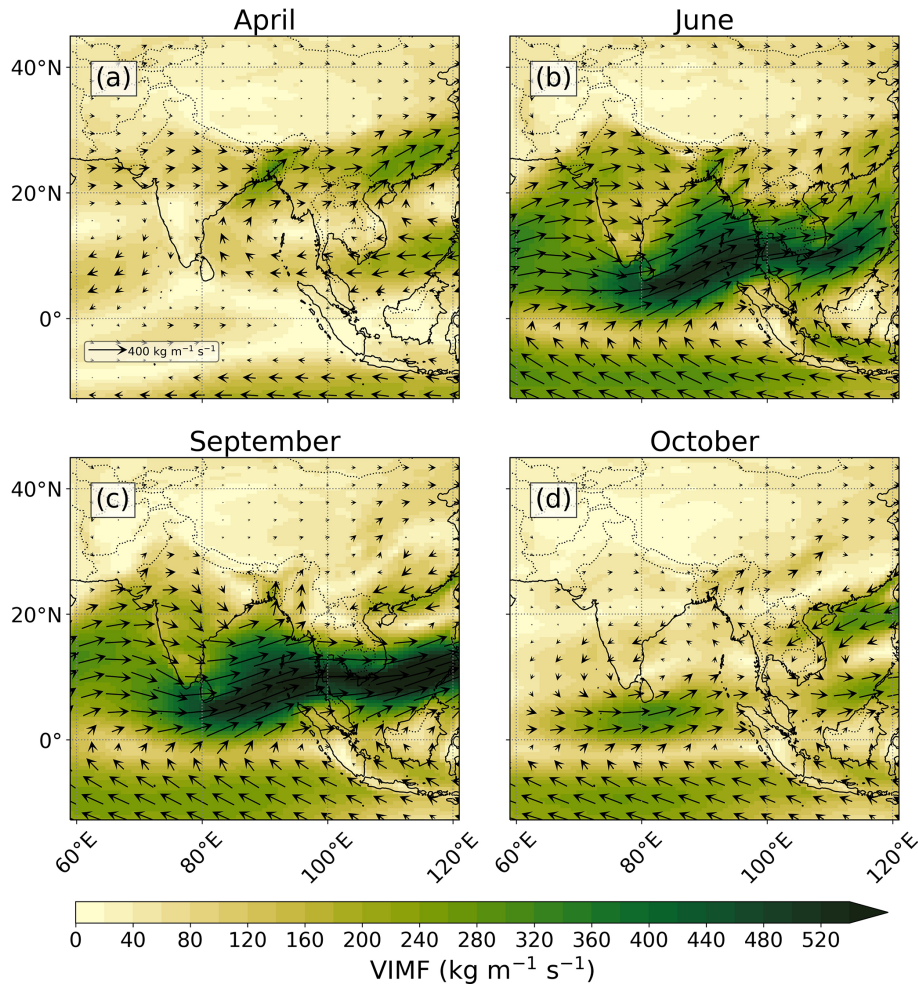 April
June
(a)
(b)
40°N
20°N
0°
400 kg m⁻¹ s⁻¹
September
October
(c)
(d)
40°N
20°N
0°
60°E 80°E 100°E 120°E 60°E 80°E 100°E 120°E
0 40 80 120 160 200 240 280 320 360 400 440 480 520
VIMF (kg m⁻¹ s⁻¹)